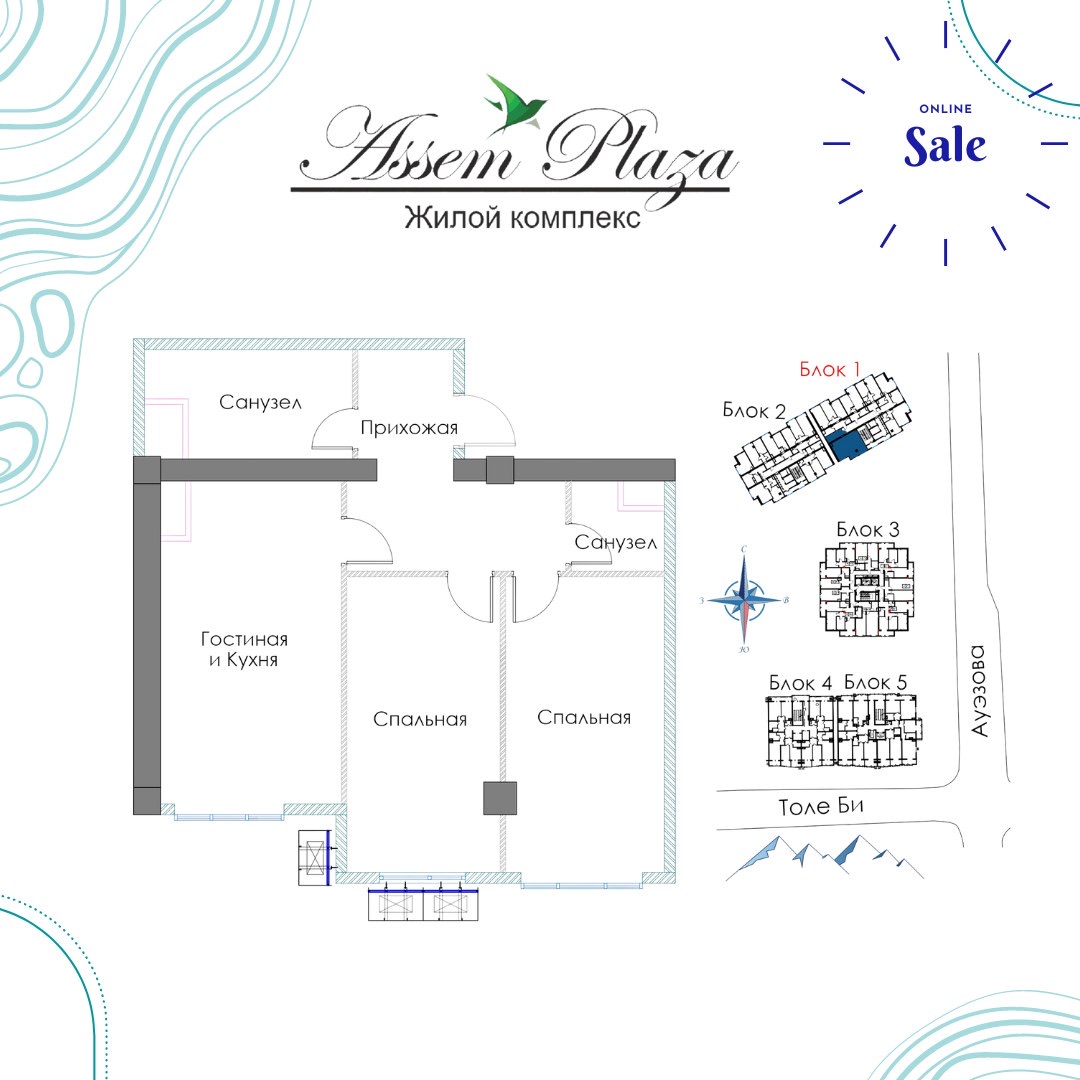 ONLINE
Sale
Assem Plaza
Жилой комплекс
Санузел
Прихожая
Санузел
Гостиная
и Кухня
Спальная
Спальная
Блок 1
Блок 2
Блок 3
С
З
В
Ю
Блок 4
Блок 5
Ауэзова
Толе Би